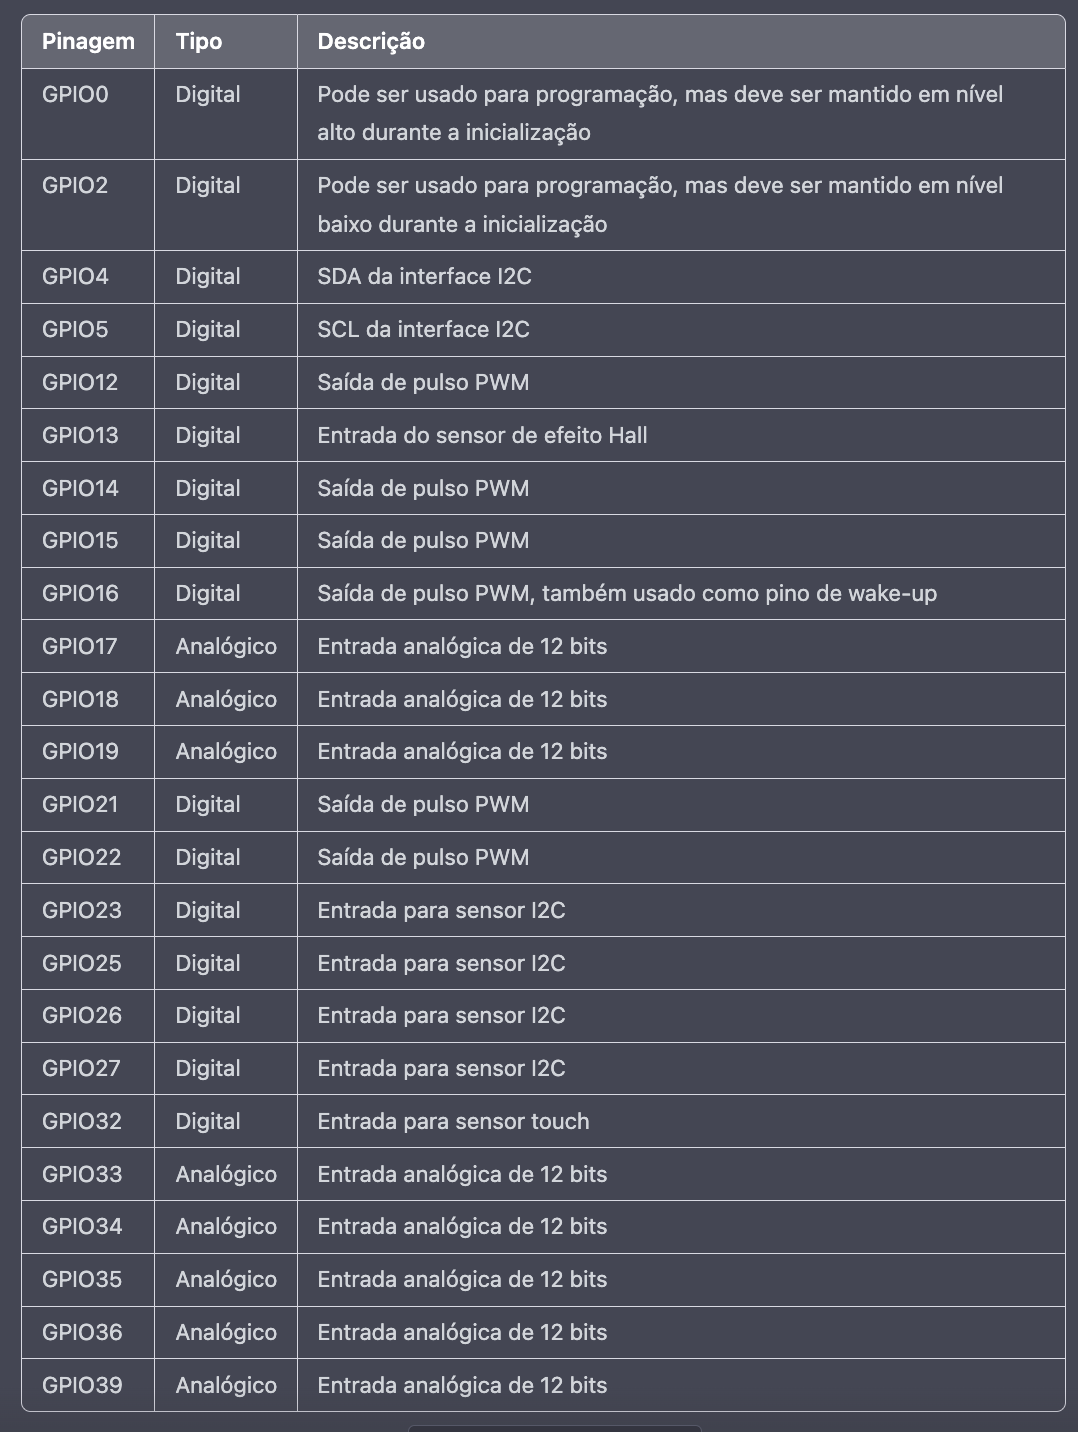 Pinagem Tipo Descrição
GPIO0 Digital Pode ser usado para programação, mas deve ser mantido em nível
alto durante a inicialização
GPIO2 Digital Pode ser usado para programação, mas deve ser mantido em nível
baixo durante a inicialização
GPIO4 Digital SDA da interface I2C
GPIO5 Digital SCL da interface I2C
GPIO12 Digital Saída de pulso PWM
GPIO13 Digital Entrada do sensor de efeito Hall
GPIO14 Digital Saída de pulso PWM
GPIO15 Digital Saída de pulso PWM
GPIO16 Digital Saída de pulso PWM, também usado como pino de wake-up
GPIO17 Analógico Entrada analógica de 12 bits
GPIO18 Analógico Entrada analógica de 12 bits
GPIO19 Analógico Entrada analógica de 12 bits
GPIO21 Digital Saída de pulso PWM
GPIO22 Digital Saída de pulso PWM
GPIO23 Digital Entrada para sensor I2C
GPIO25 Digital Entrada para sensor I2C
GPIO26 Digital Entrada para sensor I2C
GPIO27 Digital Entrada para sensor I2C
GPIO32 Digital Entrada para sensor touch
GPIO33 Analógico Entrada analógica de 12 bits
GPIO34 Analógico Entrada analógica de 12 bits
GPIO35 Analógico Entrada analógica de 12 bits
GPIO36 Analógico Entrada analógica de 12 bits
GPIO39 Analógico Entrada analógica de 12 bits